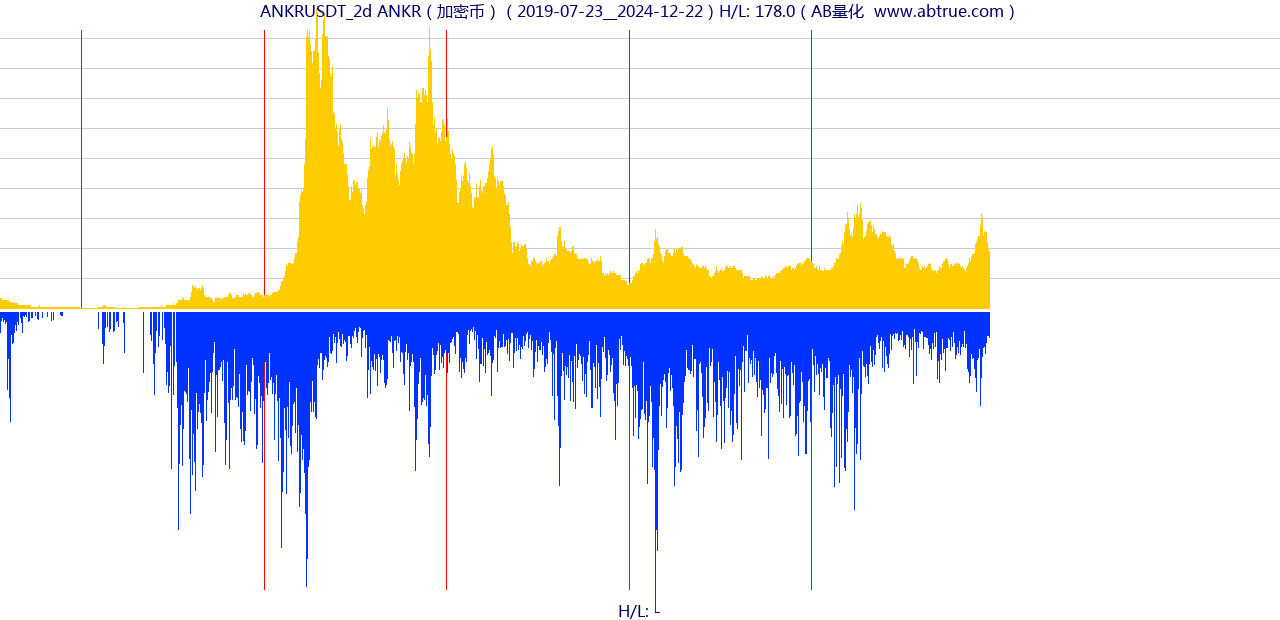 ANKRUSDT_2d ANKR（加密币）（2019-07-23__2024-12-22）H/L: 178.0（AB量化  www.abtrue.com）
H/L: -